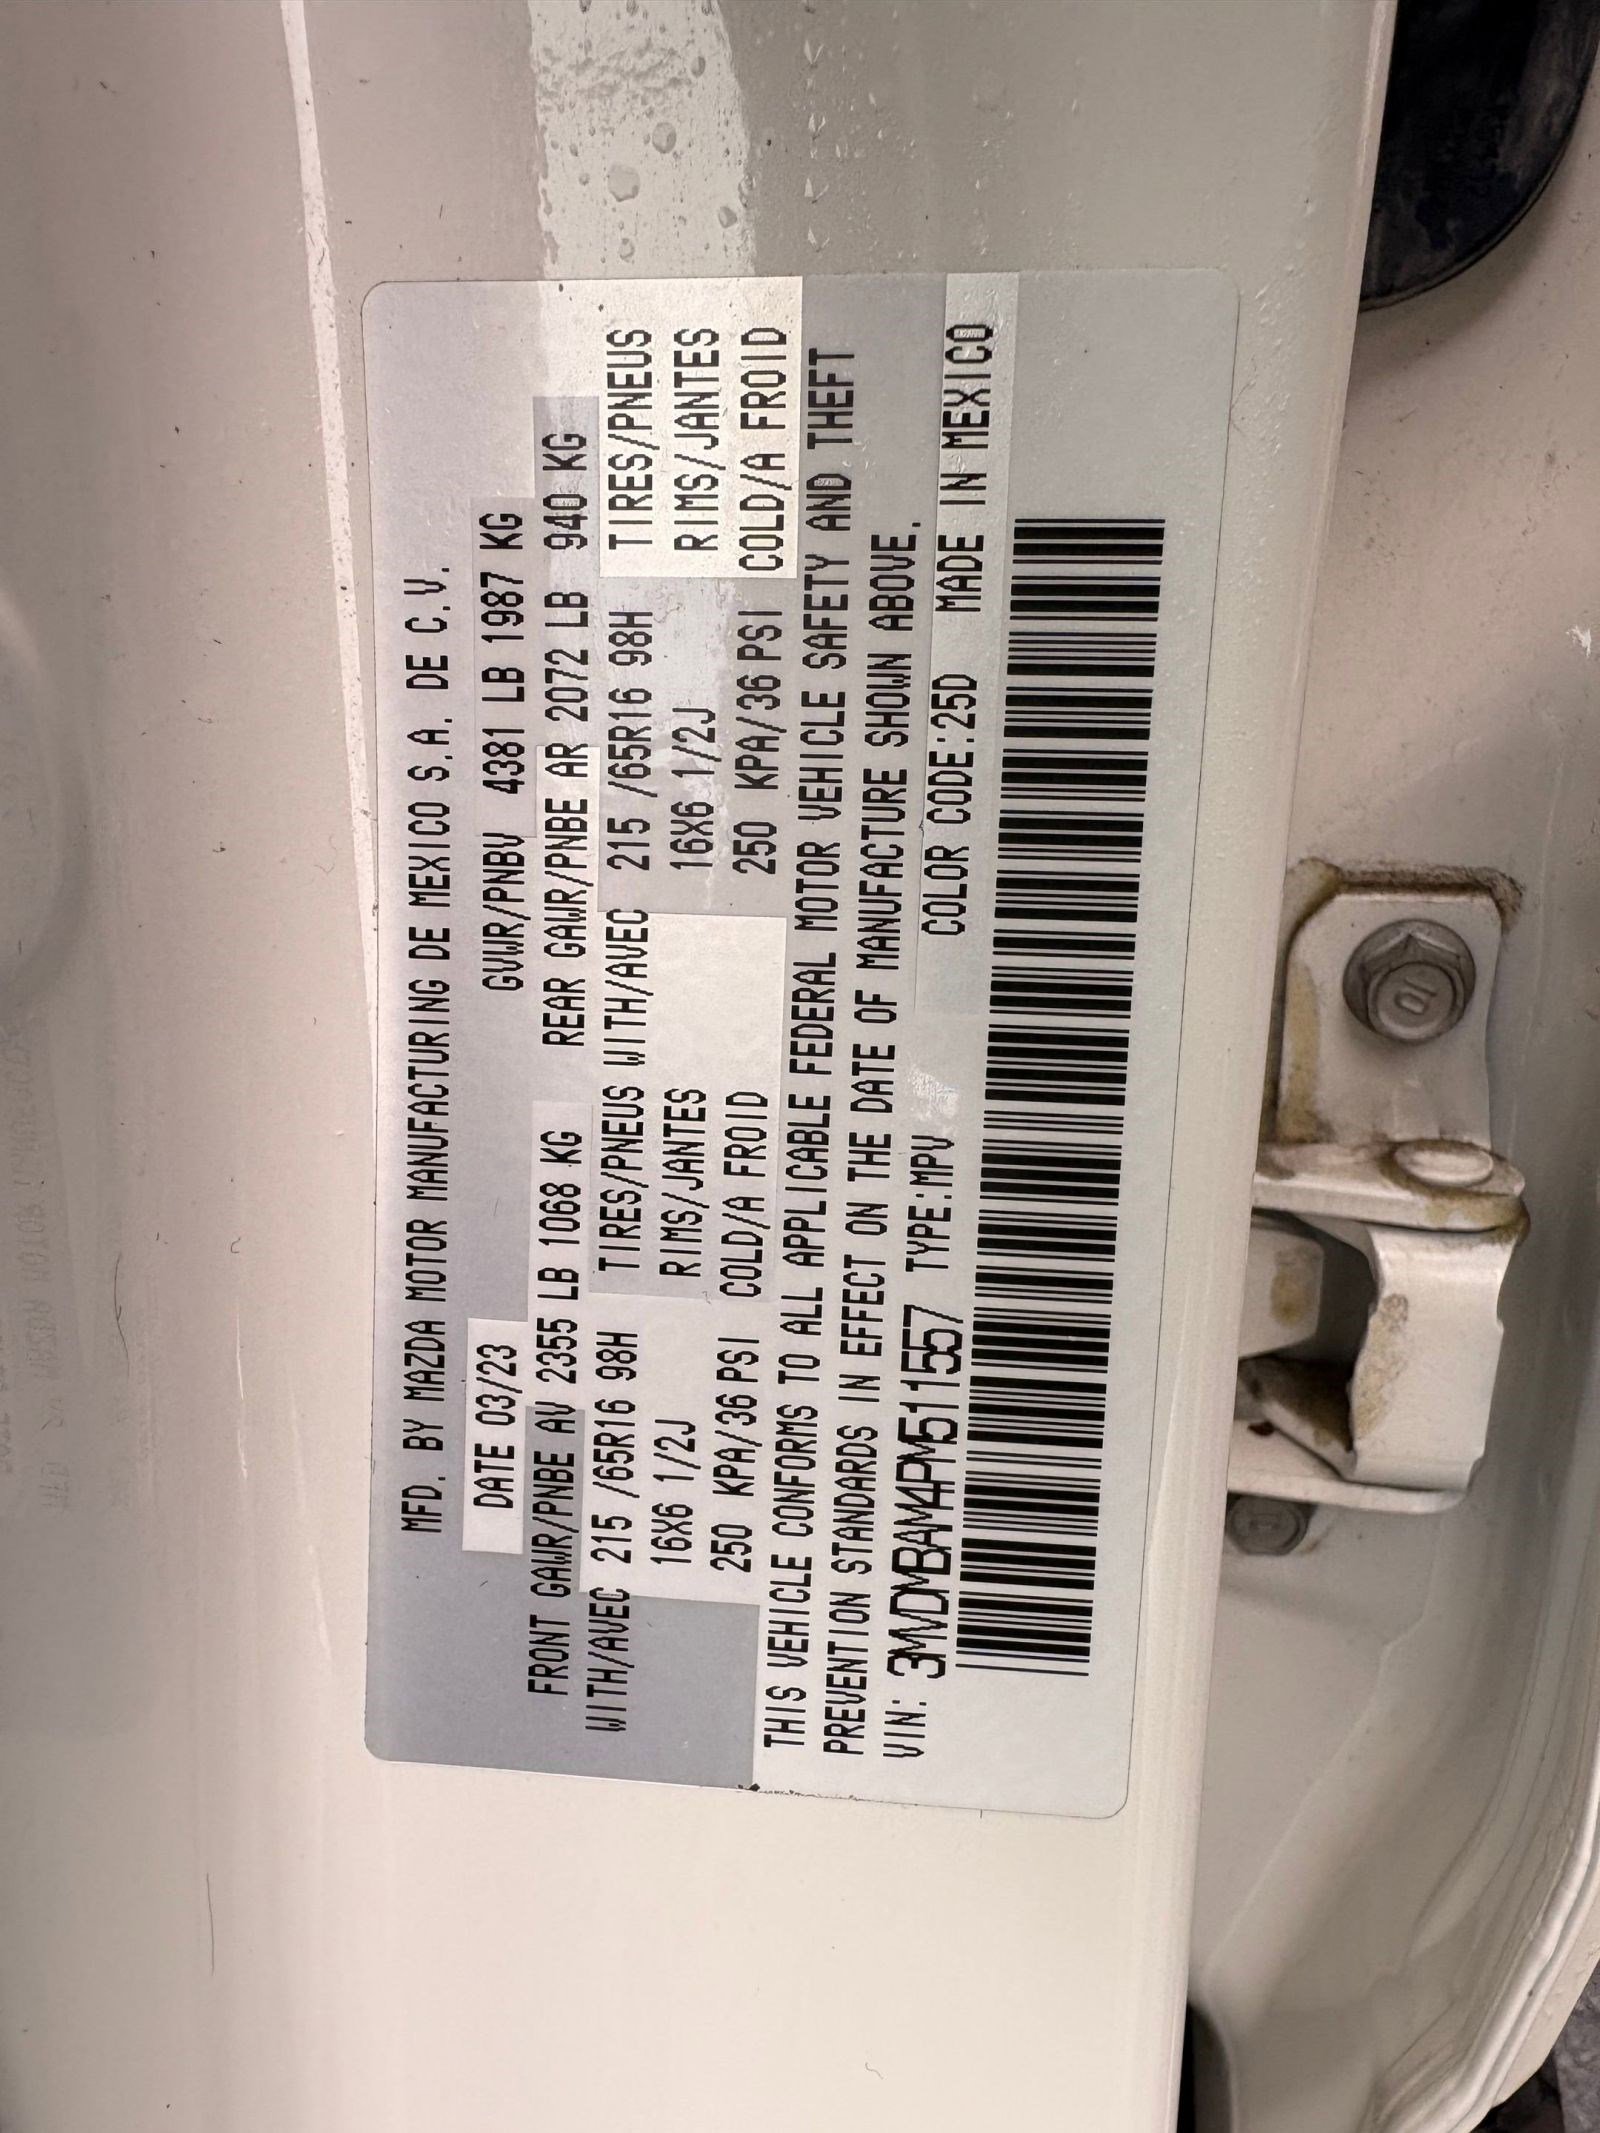 MFD. BY MAZDA MOTOR MANUFACTURING DE MEXICO S.A. DE C.V.
DATE 03/23 GVWR/PNBV 4381 LB 1987 KG
FRONT GAWR/PNBE AV 2355 LB 1068 KG REAR GAWR/PNBE AR 2072 LB 940 KG
WITH/AVEC 215 /65R16 98H TIRES/PNEUS WITH/AVEC 215 /65R16 98H TIRES/PNEUS
16X6 1/2J RIMS/JANTES 16X6 1/2J RIMS/JANTES
250 KPA/36 PSI COLD/A FROID 250 KPA/36 PSI COLD/A FROID
THIS VEHICLE CONFORMS TO ALL APPLICABLE FEDERAL MOTOR VEHICLE SAFETY AND THEFT
PREVENTION STANDARDS IN EFFECT ON THE DATE OF MANUFACTURE SHOWN ABOVE.
VIN: 3MVDMBAM4PM511557 TYPE:MPV COLOR CODE:25D MADE IN MEXICO